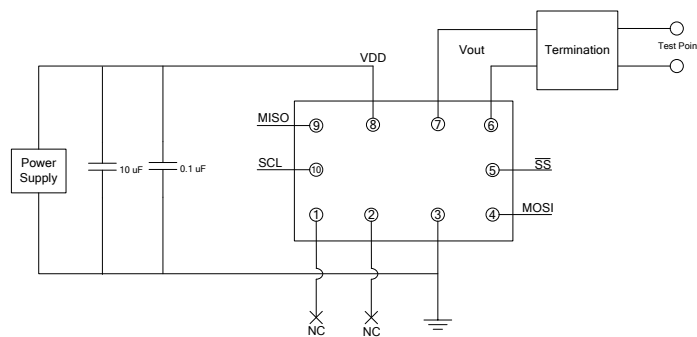 VDD
Vout
Termination
Test Poin
MISO
9
8
7
6
Power
Supply
10 uF
0.1 uF
SCL
10
5
SS
1
2
3
4
MOSI
NC
NC